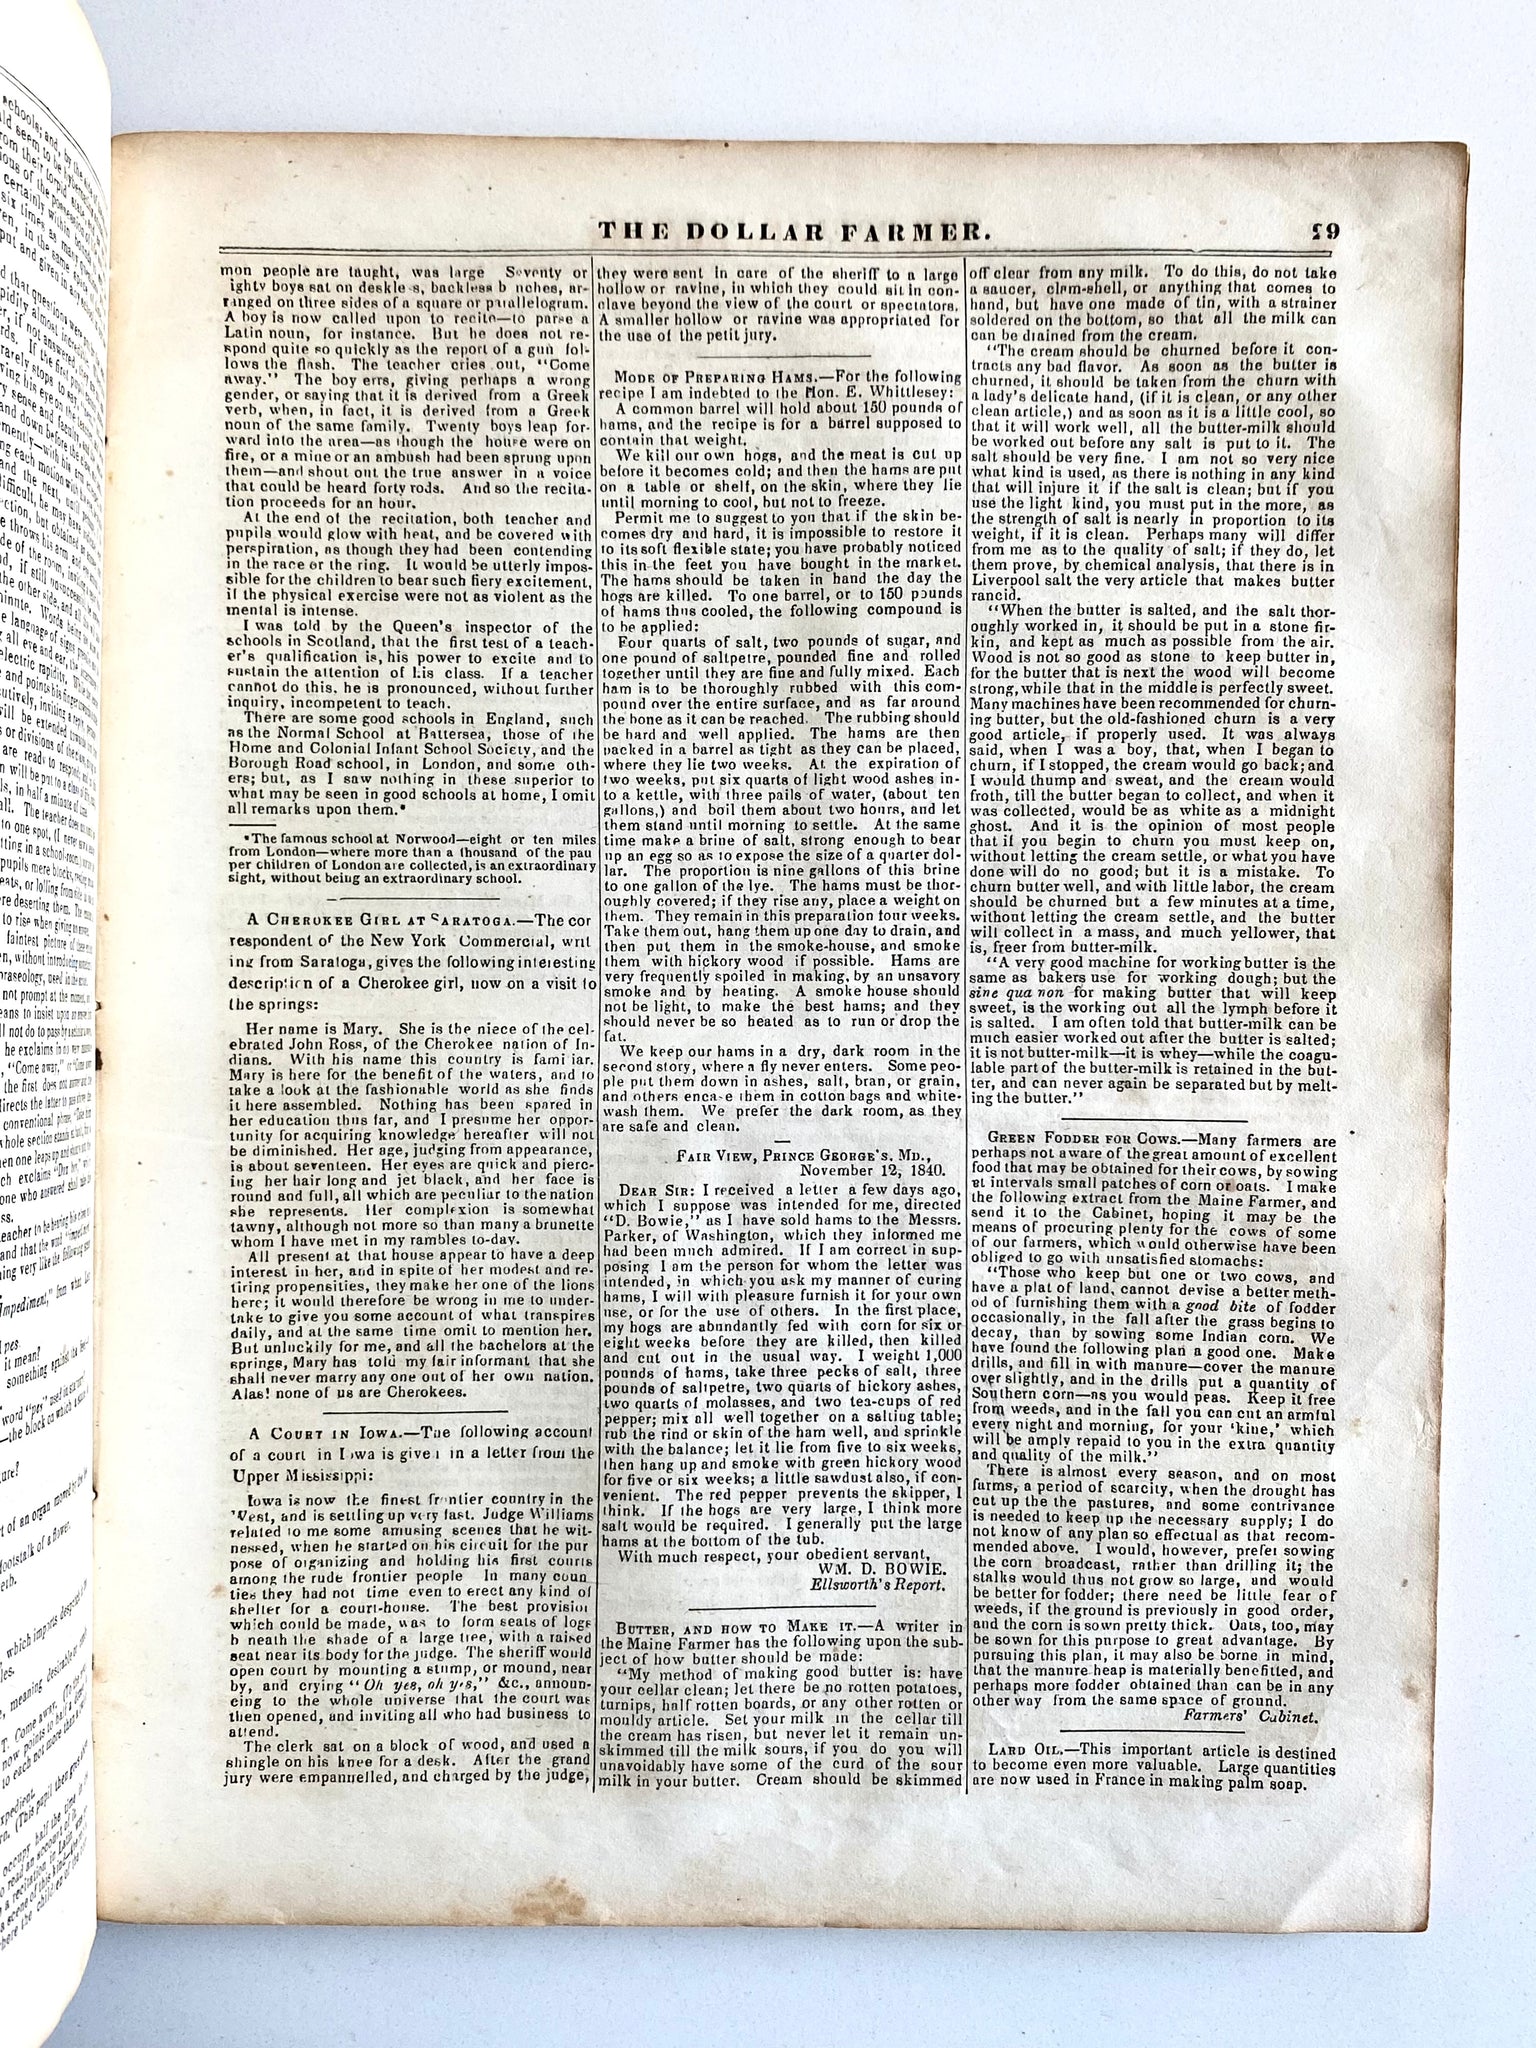 THE DOLLAR FARMER.
29
mon people are taught, was large Seventy or
ighty boys sat on deskle s, backless b nches, ar-
ranged on three sides of a square or parallelogram.
A boy is now called upon to recite—to parse a
Latin noun, for instance. But he does not re-
spond quite so quickly as the report of a gun fol-
lows the flash. The teacher cries out, "Come
away." The boy errs, giving perhaps a wrong
gender, or saying that it is derived from a Greek
verb, when, in fact, it is derived from a Greek
noun of the same family. Twenty boys leap for-
ward into the area—as though the house were on
fire, or a mine or an ambush had been sprung upon
them—and shout out the true answer in a voice
that could be heard forty rods. And so the recita-
tion proceeds for an hour.
At the end of the recitation, both teacher and
pupils would glow with heat, and be covered with
perspiration, as though they had been contending
in the race or the ring. It would be utterly impos-
sible for the children to bear such fiery excitement,
if the physical exercise were not as violent as the
mental is intense.
I was told by the Queen's inspector of the
schools in Scotland, that the first test of a teach-
er's qualification is, his power to excite and to
sustain the attention of his class. If a teacher
cannot do this, he is pronounced, without further
inquiry, incompetent to teach.
There are some good schools in England, such
as the Normal School at Battersea, those of the
Home and Colonial Infant School Society, and the
Borough Road school, in London, and some oth-
ers; but, as I saw nothing in these superior to
what may be seen in good schools at home, I omit
all remarks upon them.*
*The famous school at Norwood—eight or ten miles
from London—where more than a thousand of the pau
per children of London are collected, is an extraordinary
sight, without being an extraordinary school.
A CHEROKEE GIRL AT SARATOGA.—The cor
respondent of the New York Commercial, writ
ing from Saratoga, gives the following interesting
description of a Cherokee girl, now on a visit to
the springs:
Her name is Mary. She is the niece of the cel-
ebrated John Ross, of the Cherokee nation of In-
dians. With his name this country is fami iar.
Mary is here for the benefit of the waters, and to
take a look at the fashionable world as she finds
it here assembled. Nothing has been spared in
her education thus far, and I presume her oppor-
tunity for acquiring knowledge hereafter will not
be diminished. Her age, judging from appearance,
is about seventeen. Her eyes are quick and pierc-
ing her hair long and jet black, and her face is
round and full, all which are peculiar to the nation
she represents. Her complexion is somewhat
tawny, although not more so than many a brunette
whom I have met in my rambles to-day.
All present at that house appear to have a deep
interest in her, and in spite of her modest and re-
tiring propensities, they make her one of the lions
here; it would therefore be wrong in me to under-
take to give you some account of what transpires
daily, and at the same time omit to mention her.
But unluckily for me, and all the bachelors at the
springs, Mary has told my fair informant that she
shall never marry any one out of her own nation.
Alas! none of us are Cherokees.
A COURT IN IOWA.—The following account
of a court in Iowa is given in a letter from the
Upper Mississippi:
Iowa is now the finest frontier country in the
West, and is settling up very fast. Judge Williams
related to me some amusing scenes that he wit-
nessed, when he started on his circuit for the pur
pose of organizing and holding his first courts
among the rude frontier people In many coun
ties they had not time even to erect any kind of
shelter for a court-house. The best provision
which could be made, was to form seats of logs
b neath the shade of a large tree, with a raised
seat near its body for the judge. The sheriff would
open court by mounting a stump, or mound, near
by, and crying "Oh yes, oh y·s," &c., announ-
cing to the whole universe that the court was
then opened, and inviting all who had business to
attend.
The clerk sat on a block of wood, and used a
shingle on his knee for a desk. After the grand
jury were empannelled, and charged by the judge,
they were sent in care of the sheriff to a large
hollow or ravine, in which they could sit in con-
clave beyond the view of the court or spectators.
A smaller hollow or ravine was appropriated for
the use of the petit jury.
MODE OF PREPARING HAMS.—For the following
recipe I am indebted to the Hon. E. Whittlesey:
A common barrel will hold about 150 pounds of
hams, and the recipe is for a barrel supposed to
contain that weight.
We kill our own hogs, and the meat is cut up
before it becomes cold; and then the hams are put
on a table or shelf, on the skin, where they lie
until morning to cool, but not to freeze.
Permit me to suggest to you that if the skin be-
comes dry and hard, it is impossible to restore it
to its soft flexible state; you have probably noticed
this in the feet you have bought in the market.
The hams should be taken in hand the day the
hogs are killed. To one barrel, or to 150 pounds
of hams thus cooled, the following compound is
to be applied:
Four quarts of salt, two pounds of sugar, and
one pound of saltpetre, pounded fine and rolled
together until they are fine and fully mixed. Each
ham is to be thoroughly rubbed with this com-
pound over the entire surface, and as far around
the bone as it can be reached. The rubbing should
be hard and well applied. The hams are then
packed in a barrel as tight as they can be placed,
where they lie two weeks. At the expiration of
two weeks, put six quarts of light wood ashes in-
to a kettle, with three pails of water, (about ten
gallons,) and boil them about two hours, and let
them stand until morning to settle. At the same
time make a brine of salt, strong enough to bear
up an egg so as to expose the size of a quarter dol-
lar. The proportion is nine gallons of this brine
to one gallon of the lye. The hams must be thor-
oughly covered; if they rise any, place a weight on
them. They remain in this preparation four weeks.
Take them out, hang them up one day to drain, and
then put them in the smoke-house, and smoke
them with hickory wood if possible. Hams are
very frequently spoiled in making, by an unsavory
smoke and by heating. A smoke house should
not be light, to make the best hams; and they
should never be so heated as to run or drop the
fat.
We keep our hams in a dry, dark room in the
second story, where a fly never enters. Some peo-
ple put them down in ashes, salt, bran, or grain,
and others encase them in cotton bags and white-
wash them. We prefer the dark room, as they
are safe and clean.
FAIR VIEW, PRINCE GEORGE'S. MD.,
November 12, 1840.
DEAR SIR: I received a letter a few days ago,
which I suppose was intended for me, directed
"D. Bowie," as I have sold hams to the Messrs.
Parker, of Washington, which they informed me
had been much admired. If I am correct in sup-
posing I am the person for whom the letter was
intended, in which you ask my manner of curing
hams, I will with pleasure furnish it for your own
use, or for the use of others. In the first place,
my hogs are abundantly fed with corn for six or
eight weeks before they are killed, then killed
and cut out in the usual way. I weight 1,000
pounds of hams, take three pecks of salt, three
pounds of saltpetre, two quarts of hickory ashes,
two quarts of molasses, and two tea-cups of red
pepper; mix all well together on a salting table;
rub the rind or skin of the ham well, and sprinkle
with the balance; let it lie from five to six weeks,
then hang up and smoke with green hickory wood
for five or six weeks; a little sawdust also, if con-
venient. The red pepper prevents the skipper, I
think. If the hogs are very large, I think more
salt would be required. I generally put the large
hams at the bottom of the tub.
With much respect, your obedient servant,
WM. D. BOWIE.
Ellsworth's Report.
BUTTER, AND HOW TO MAKE IT.—A writer in
the Maine Farmer has the following upon the sub-
ject of how butter should be made:
"My method of making good butter is: have
your cellar clean; let there be no rotten potatoes,
turnips, half rotten boards, or any other rotten or
mouldy article. Set your milk in the cellar till
the cream has risen, but never let it remain un-
skimmed till the milk sours, if you do you will
unavoidably have some of the curd of the sour
milk in your butter. Cream should be skimmed
off clear from any milk. To do this, do not take
a saucer, clam-shell, or anything that comes to
hand, but have one made of tin, with a strainer
soldered on the bottom, so that all the milk can
can be drained from the cream.
"The cream should be churned before it con-
tracts any bad flavor. As soon as the butter is
churned, it should be taken from the churn with
a lady's delicate hand, (if it is clean, or any other
clean article,) and as soon as it is a little cool, so
that it will work well, all the butter-milk should
be worked out before any salt is put to it. The
salt should be very fine. I am not so very nice
what kind is used, as there is nothing in any kind
that will injure it if the salt is clean; but if you
use the light kind, you must put in the more, as
the strength of salt is nearly in proportion to its
weight, if it is clean. Perhaps many will differ
from me as to the quality of salt; if they do, let
them prove, by chemical analysis, that there is in
Liverpool salt the very article that makes butter
rancid.
"When the butter is salted, and the salt thor-
oughly worked in, it should be put in a stone fir-
kin, and kept as much as possible from the air.
Wood is not so good as stone to keep butter in,
for the butter that is next the wood will become
strong, while that in the middle is perfectly sweet.
Many machines have been recommended for churn-
ing butter, but the old-fashioned churn is a very
good article, if properly used. It was always
said, when I was a boy, that, when I began to
churn, if I stopped, the cream would go back; and
I would thump and sweat, and the cream would
froth, till the butter began to collect, and when it
was collected, would be as white as a midnight
ghost. And it is the opinion of most people
that if you begin to churn you must keep on,
without letting the cream settle, or what you have
done will do no good; but it is a mistake. To
churn butter well, and with little labor, the cream
should be churned but a few minutes at a time,
without letting the cream settle, and the butter
will collect in a mass, and much yellower, that
is, freer from butter-milk.
"A very good machine for working butter is the
same as bakers use for working dough; but the
sine qua non for making butter that will keep
sweet, is the working out all the lymph before it
is salted. I am often told that butter-milk can be
much easier worked out after the butter is salted;
it is not butter-milk—it is whey—while the coagu-
lable part of the butter-milk is retained in the but-
ter, and can never again be separated but by melt-
ing the butter."
GREEN FODDER FOR COWS.—Many farmers are
perhaps not aware of the great amount of excellent
food that may be obtained for their cows, by sowing
at intervals small patches of corn or oats. I make
the following extract from the Maine Farmer, and
send it to the Cabinet, hoping it may be the
means of procuring plenty for the cows of some
of our farmers, which would otherwise have been
obliged to go with unsatisfied stomachs:
"Those who keep but one or two cows, and
have a plat of land, cannot devise a better meth-
od of furnishing them with a good bite of fodder
occasionally, in the fall after the grass begins to
decay, than by sowing some Indian corn. We
have found the following plan a good one. Make
drills, and fill in with manure—cover the manure
over slightly, and in the drills put a quantity of
Southern corn—as you would peas. Keep it free
from weeds, and in the fall you can cut an armful
every night and morning, for your 'kine,' which
will be amply repaid to you in the extra quantity
and quality of the milk."
There is almost every season, and on most
farms, a period of scarcity, when the drought has
cut up the the pastures, and some contrivance
is needed to keep up the necessary supply; I do
not know of any plan so effectual as that recom-
mended above. I would, however, prefer sowing
the corn broadcast, rather than drilling it; the
stalks would thus not grow so large, and would
be better for fodder; there need be little fear of
weeds, if the ground is previously in good order,
and the corn is sown pretty thick. Oats, too, may
be sown for this purpose to great advantage. By
pursuing this plan, it may also be borne in mind,
that the manure heap is materially benefitted, and
perhaps more fodder obtained than can be in any
other way from the same space of ground.
Farmers' Cabinet.
LARD OIL.—This important article is destined
to become even more valuable. Large quantities
are now used in France in making palm soap.